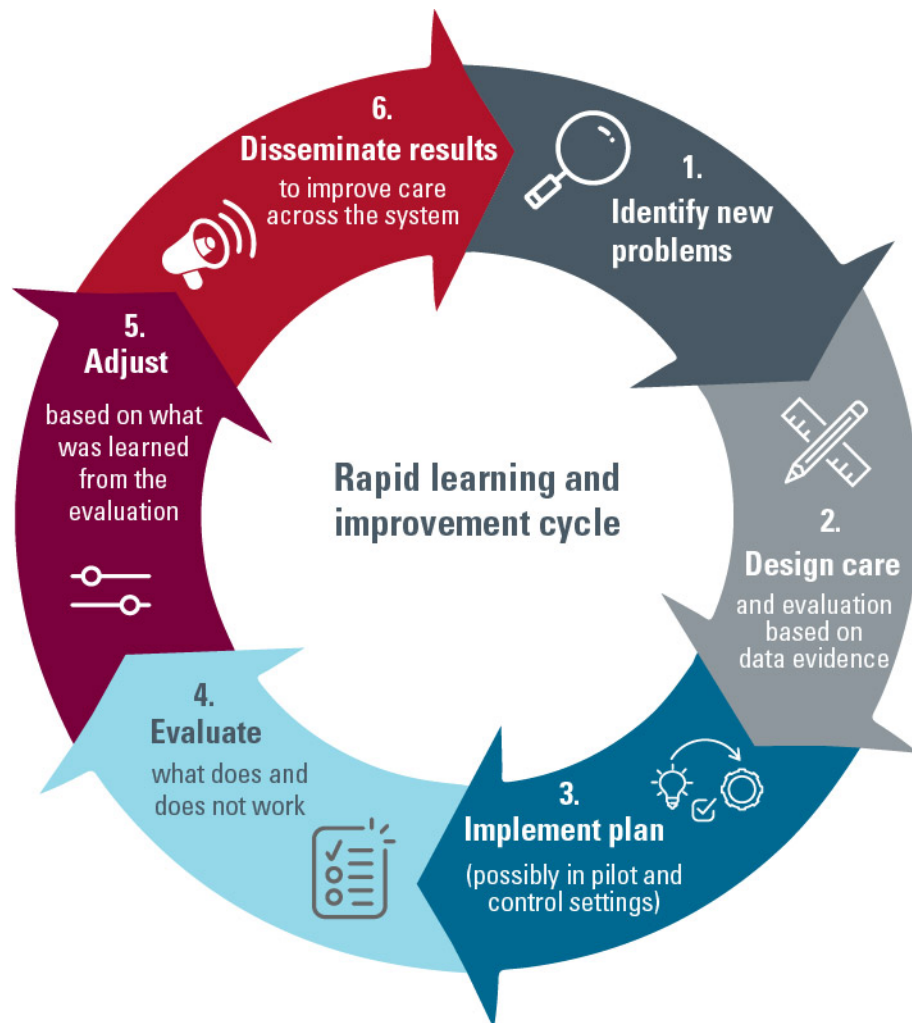 Rapid learning and
improvement cycle
1.
Identify new
problems
2.
Design care
and evaluation
based on
data evidence
3.
Implement plan
(possibly in pilot and
control settings)
4.
Evaluate
what does and
does not work
5.
Adjust
based on what
was learned
from the
evaluation
6.
Disseminate results
to improve care
across the system